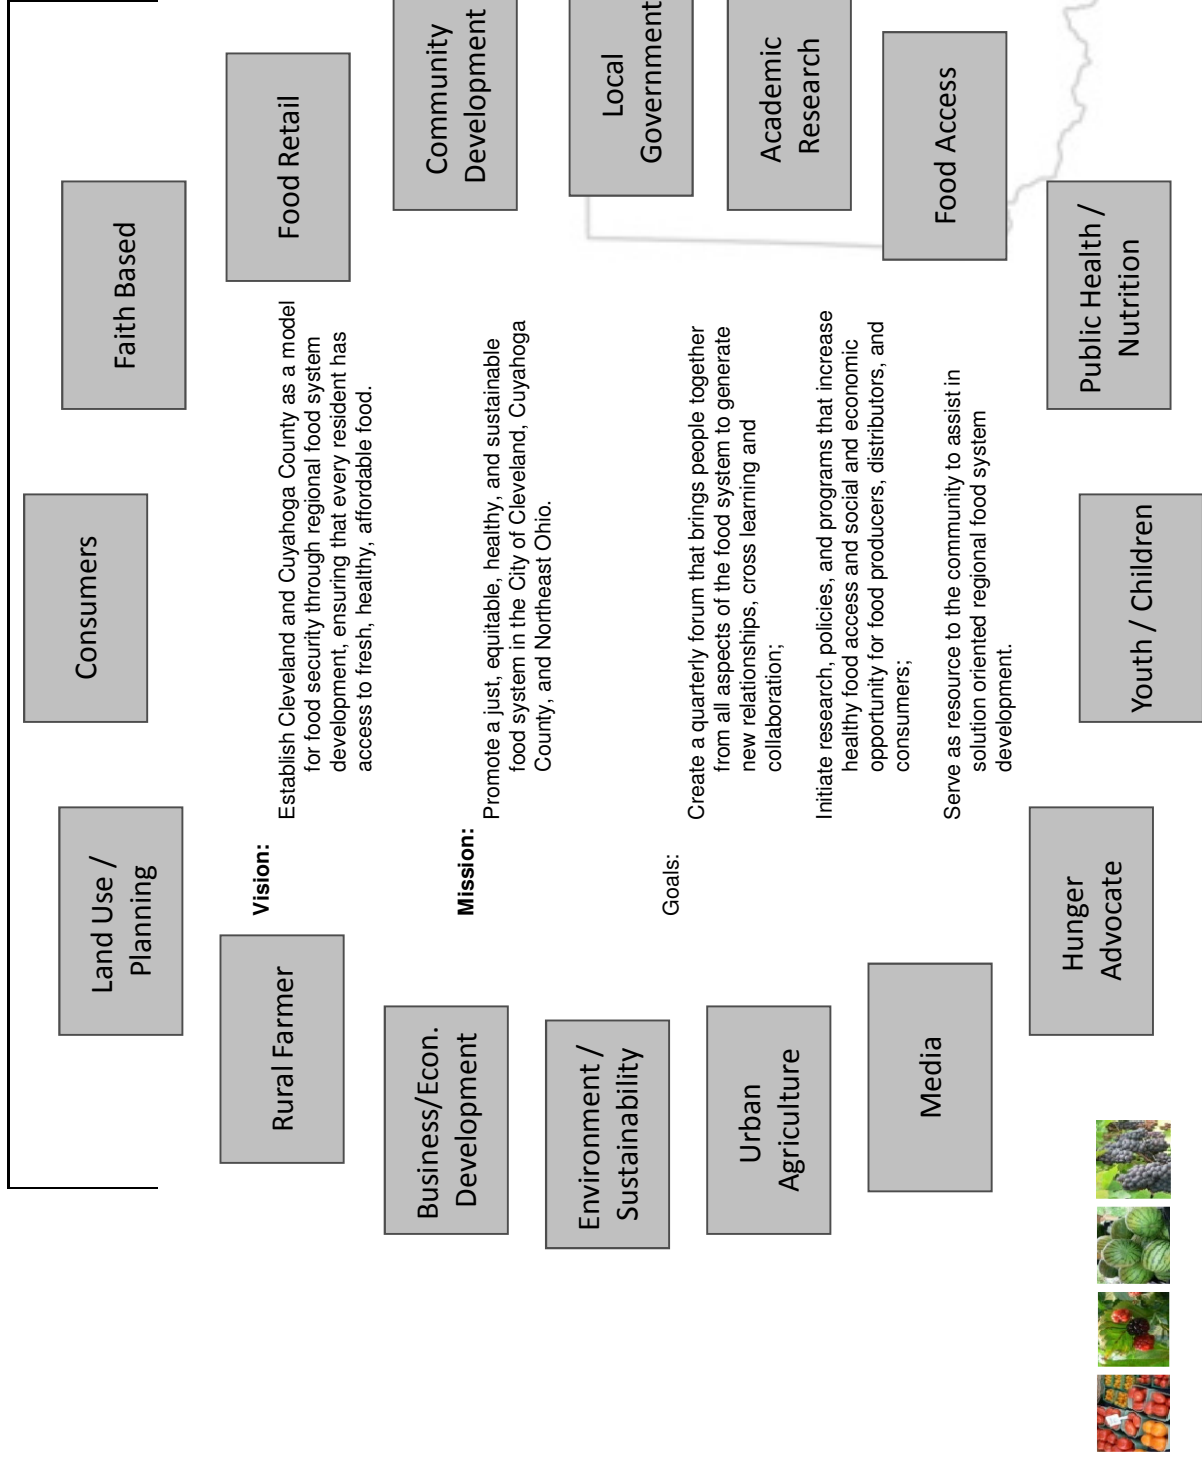 Consumers
Land Use /
Planning
Faith Based
Rural Farmer
Food Retail
Vision:
Establish Cleveland and Cuyahoga County as a model
for food security through regional food system
development, ensuring that every resident has
access to fresh, healthy, affordable food.
Business/Econ.
Development
Community
Development
Mission:
Promote a just, equitable, healthy, and sustainable
food system in the City of Cleveland, Cuyahoga
County, and Northeast Ohio.
Environment /
Sustainability
Local
Government
Goals:
Create a quarterly forum that brings people together
from all aspects of the food system to generate
new relationships, cross learning and
collaboration;
Urban
Agriculture
Academic
Research
Initiate research, policies, and programs that increase
healthy food access and social and economic
opportunity for food producers, distributors, and
consumers;
Media
Food Access
Serve as resource to the community to assist in
solution oriented regional food system
development.
Hunger
Advocate
Public Health /
Nutrition
Youth / Children